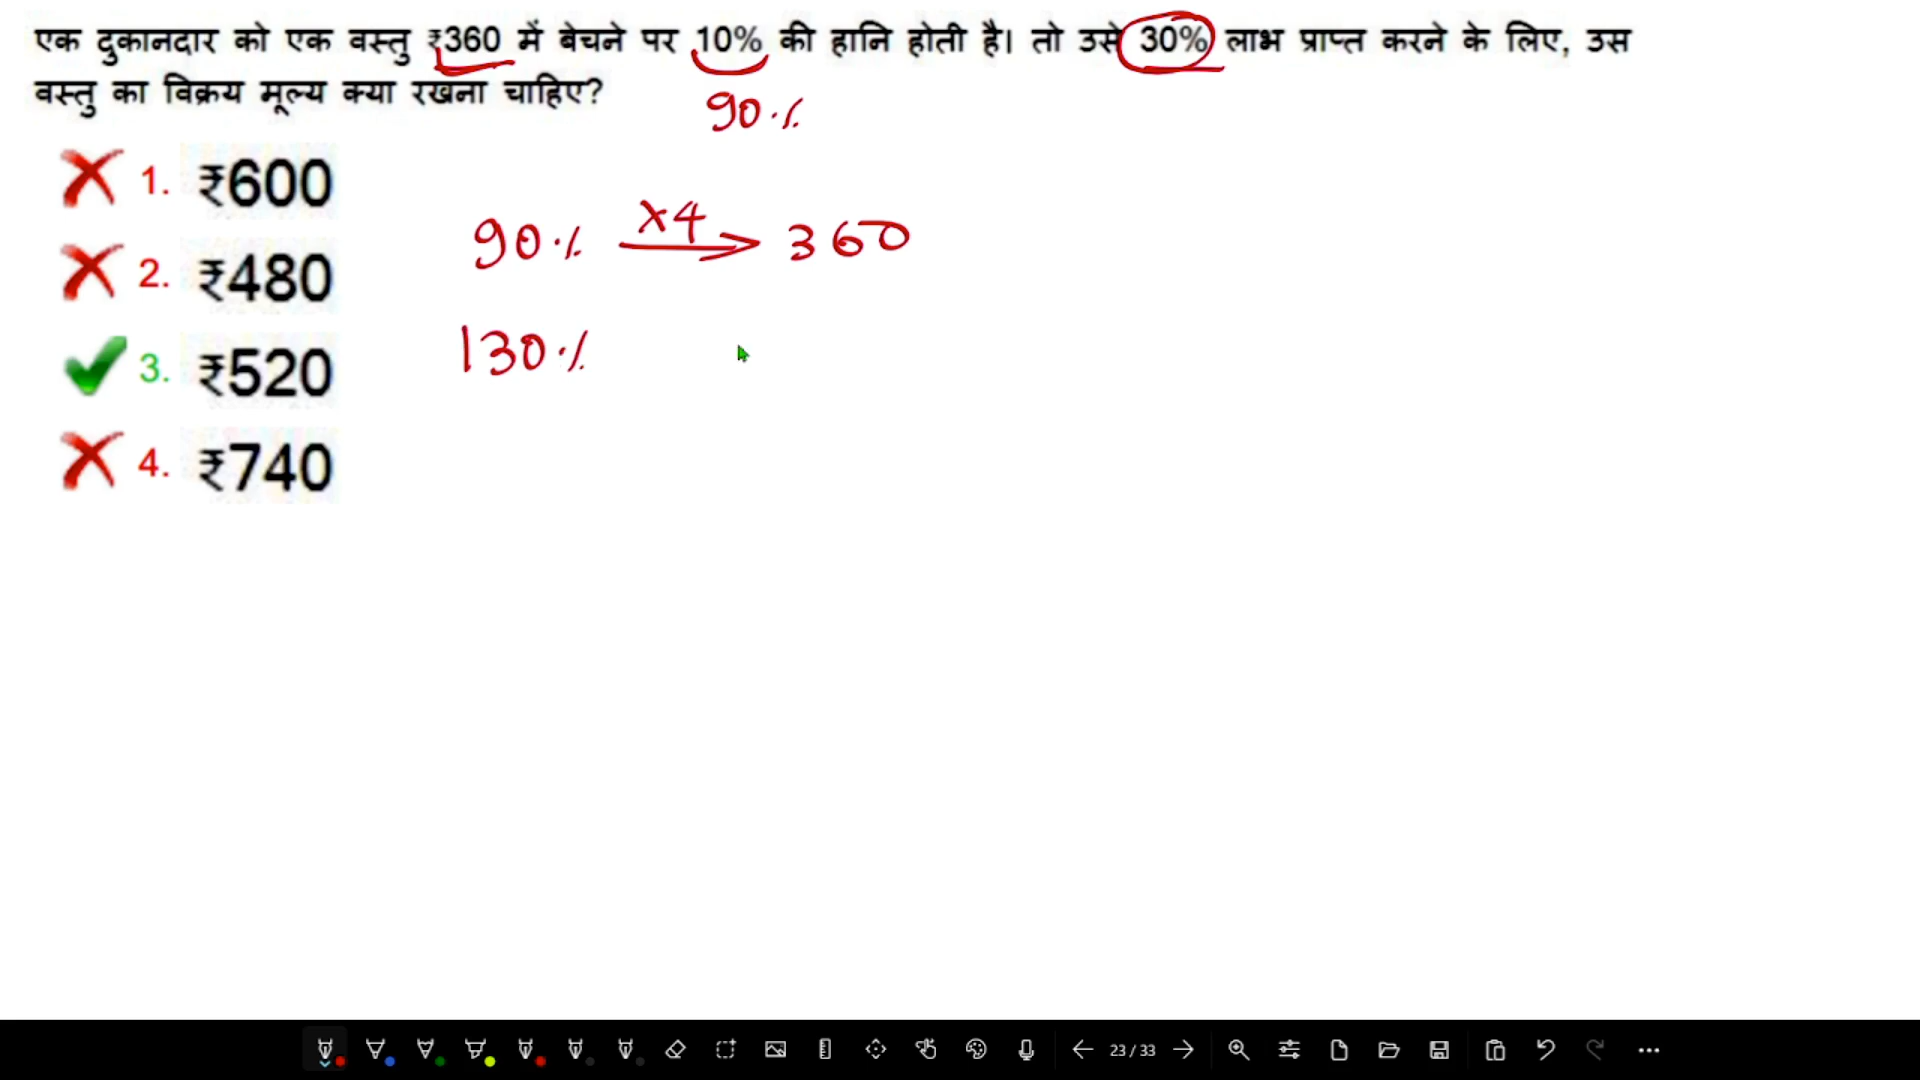 एक दुकानदार को एक वस्तु ₹360 में बेचने पर 10% की हानि होती है। तो उसे 30% लाभ प्राप्त करने के लिए, उस
वस्तु का विक्रय मूल्य क्या रखना चाहिए?
90%
1. ₹600
90% ×4 → 360
2. ₹480
130%
3. ₹520
4. ₹740
23 / 33